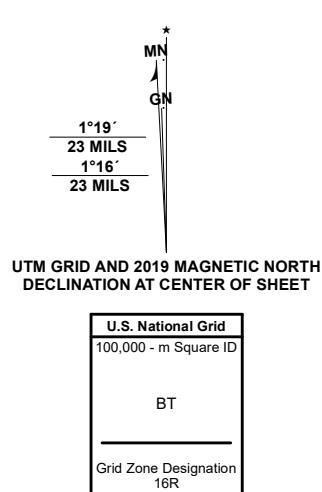 MN
GN
1°19´
23 MILS
1°16´
23 MILS
UTM GRID AND 2019 MAGNETIC NORTH
DECLINATION AT CENTER OF SHEET
U.S. National Grid
100,000 - m Square ID
BT
Grid Zone Designation
16R